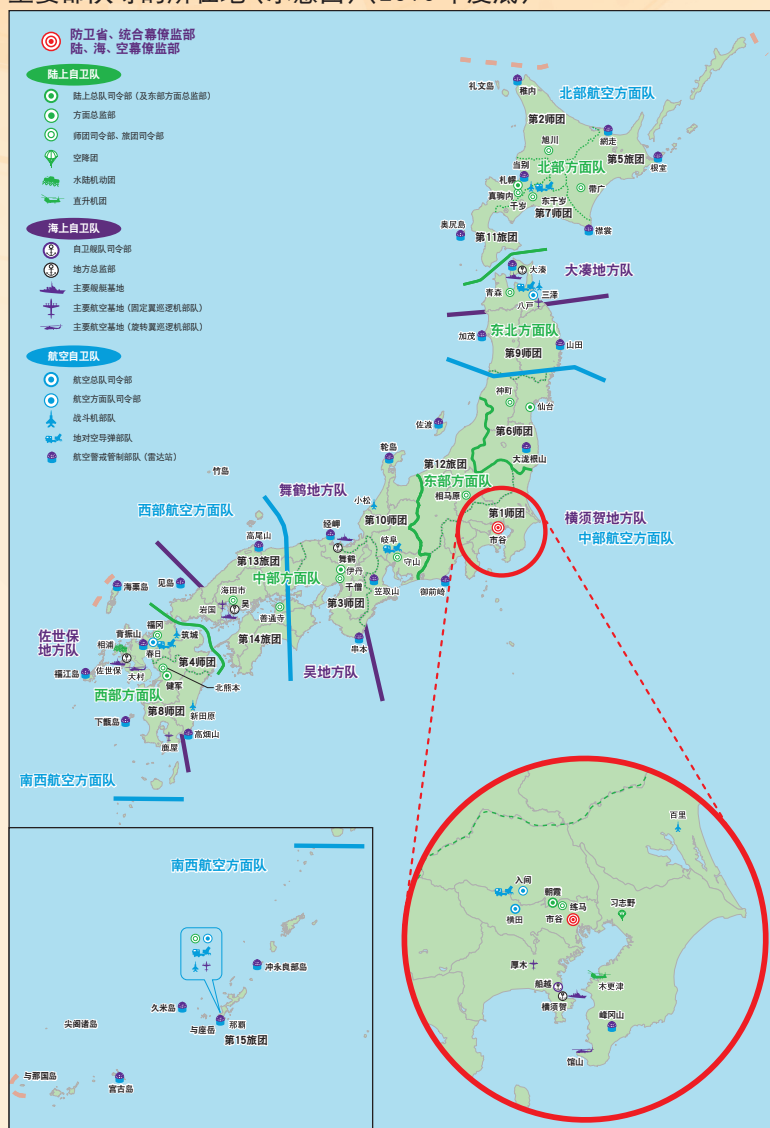 防卫省、统合幕僚监部
陆、海、空幕僚监部
陆上自卫队
陆上总队司令部（及东部方面总监部）
方面总监部
师团司令部、旅团司令部
空降团
水陆机动团
直升机团
海上自卫队
自卫舰队司令部
地方总监部
主要舰艇基地
主要航空基地（固定翼巡逻机部队）
主要航空基地（旋转翼巡逻机部队）
航空自卫队
航空总队司令部
航空方面队司令部
战斗机部队
地对空导弹部队
航空警戒管制部队（雷达站）
礼文岛
稚内
北部航空方面队
第2师团
旭川
網走
第5旅团
根室
当别
北部方面队
札幌
带广
真驹内
东千岁
千岁
第7师团
奥尻岛
第11旅团
襟裳
大凑
大凑地方队
青森
三泽
八戸
东北方面队
加茂
山田
第9师团
神町
仙台
佐渡
第6师团
大泷根山
轮岛
第12旅团
东部方面队
相马原
竹岛
舞鹤地方队
小松
西部航空方面队
第1师团
市谷
横须贺地方队
中部航空方面队
第10师团
经岬
岐阜
高尾山
舞鹤
守山
第13旅团
伊丹
中部方面队
千僧
笠取山
御前崎
海栗岛
见岛
海田市
第3师团
岩国
吴
善通寺
福冈
第14旅团
串本
佐世保
地方队
背振山
筑城
相浦
春日
吴地方队
第4师团
福江岛
佐世保
大村
北熊本
西部方面队
健军
第8师团
新田原
下甑岛
高畑山
鹿屋
南西航空方面队
南西航空方面队
冲永良部岛
久米岛
那霸
尖阁诸岛
与座岳
第15旅团
与那国岛
宫古岛
百里
入间
朝霞
练马
习志野
横田
市谷
厚木
船越
木更津
横须贺
峰冈山
馆山